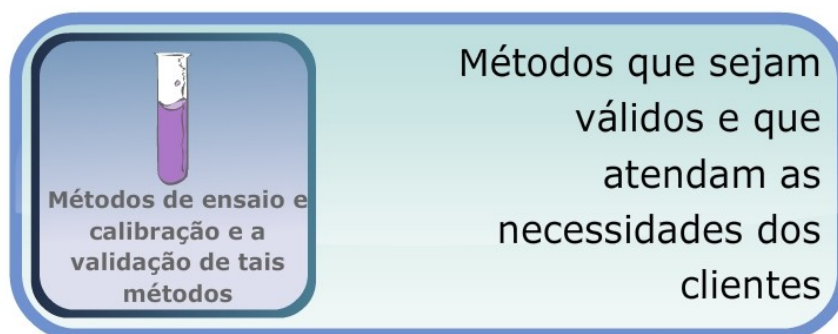 Métodos de ensaio e
calibração e a
validação de tais
métodos
Métodos que sejam
válidos e que
atendam as
necessidades dos
clientes